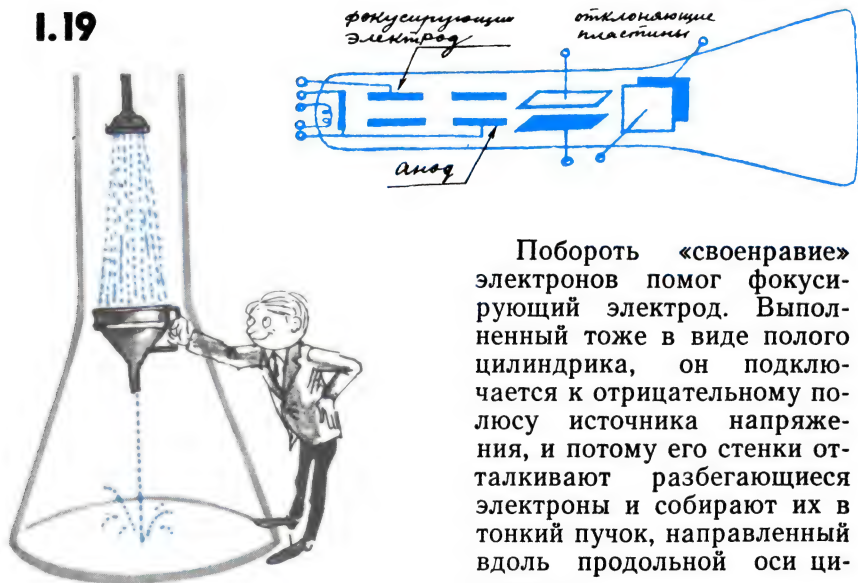 I.19
фокусирующий
электрод
отклоняющие
пластины
анод
Побороть «своенравие»
электронов помог фокуси-
рующий электрод. Выпол-
ненный тоже в виде полого
цилиндрика, он подклю-
чается к отрицательному по-
люсу источника напряже-
ния, и потому его стенки от-
талкивают разбегающиеся
электроны и собирают их в
тонкий пучок, направленный
вдоль продольной оси ци-